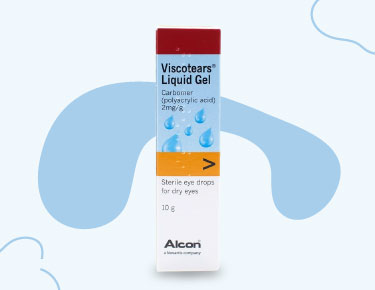 Viscotears®
Liquid Gel
Carbomer
(polyacrylic acid)
2mg/g
>
Sterile eye drops
for dry eyes
10 g
Alcon®
a Novartis company